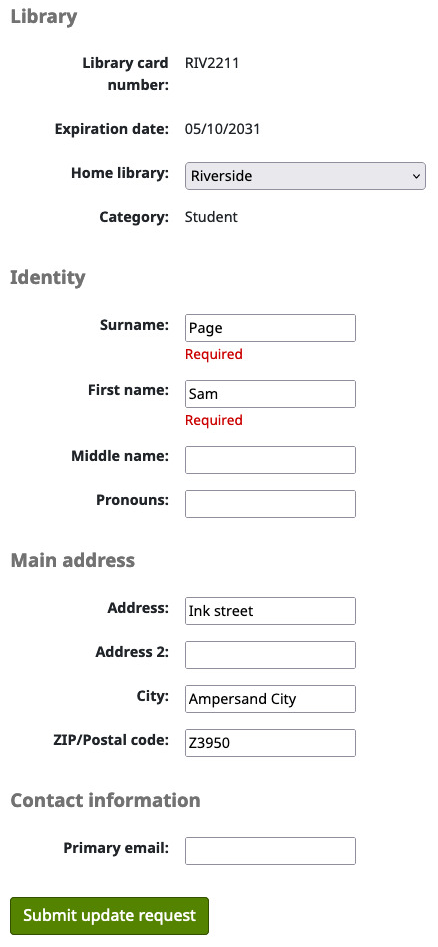 Library
Library card
number:
RIV2211
Expiration date: 05/10/2031
Home library: Riverside
Category: Student
Identity
Surname: Page
Required
First name: Sam
Required
Middle name:
Pronouns:
Main address
Address: Ink street
Address 2:
City: Ampersand City
ZIP/Postal code: Z3950
Contact information
Primary email:
Submit update request